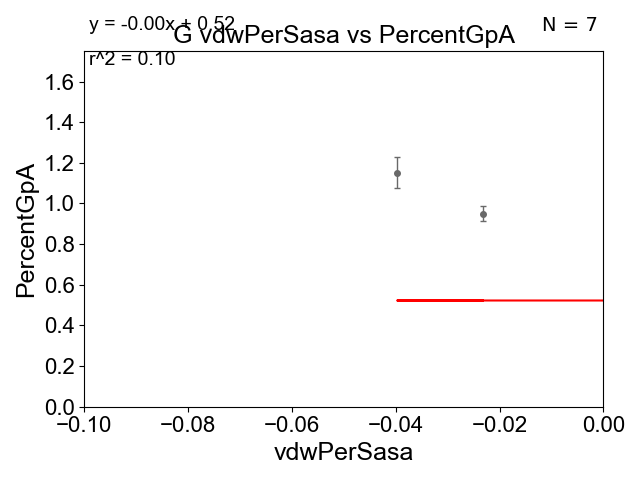 y = -0.00x + 0.52
N = 7
G vdwPerSasa vs PercentGpA
r^2 = 0.10
PercentGpA
1.6
1.4
1.2
1.0
0.8
0.6
0.4
0.2
0.0
−0.10 −0.08 −0.06 −0.04 −0.02 0.00
vdwPerSasa